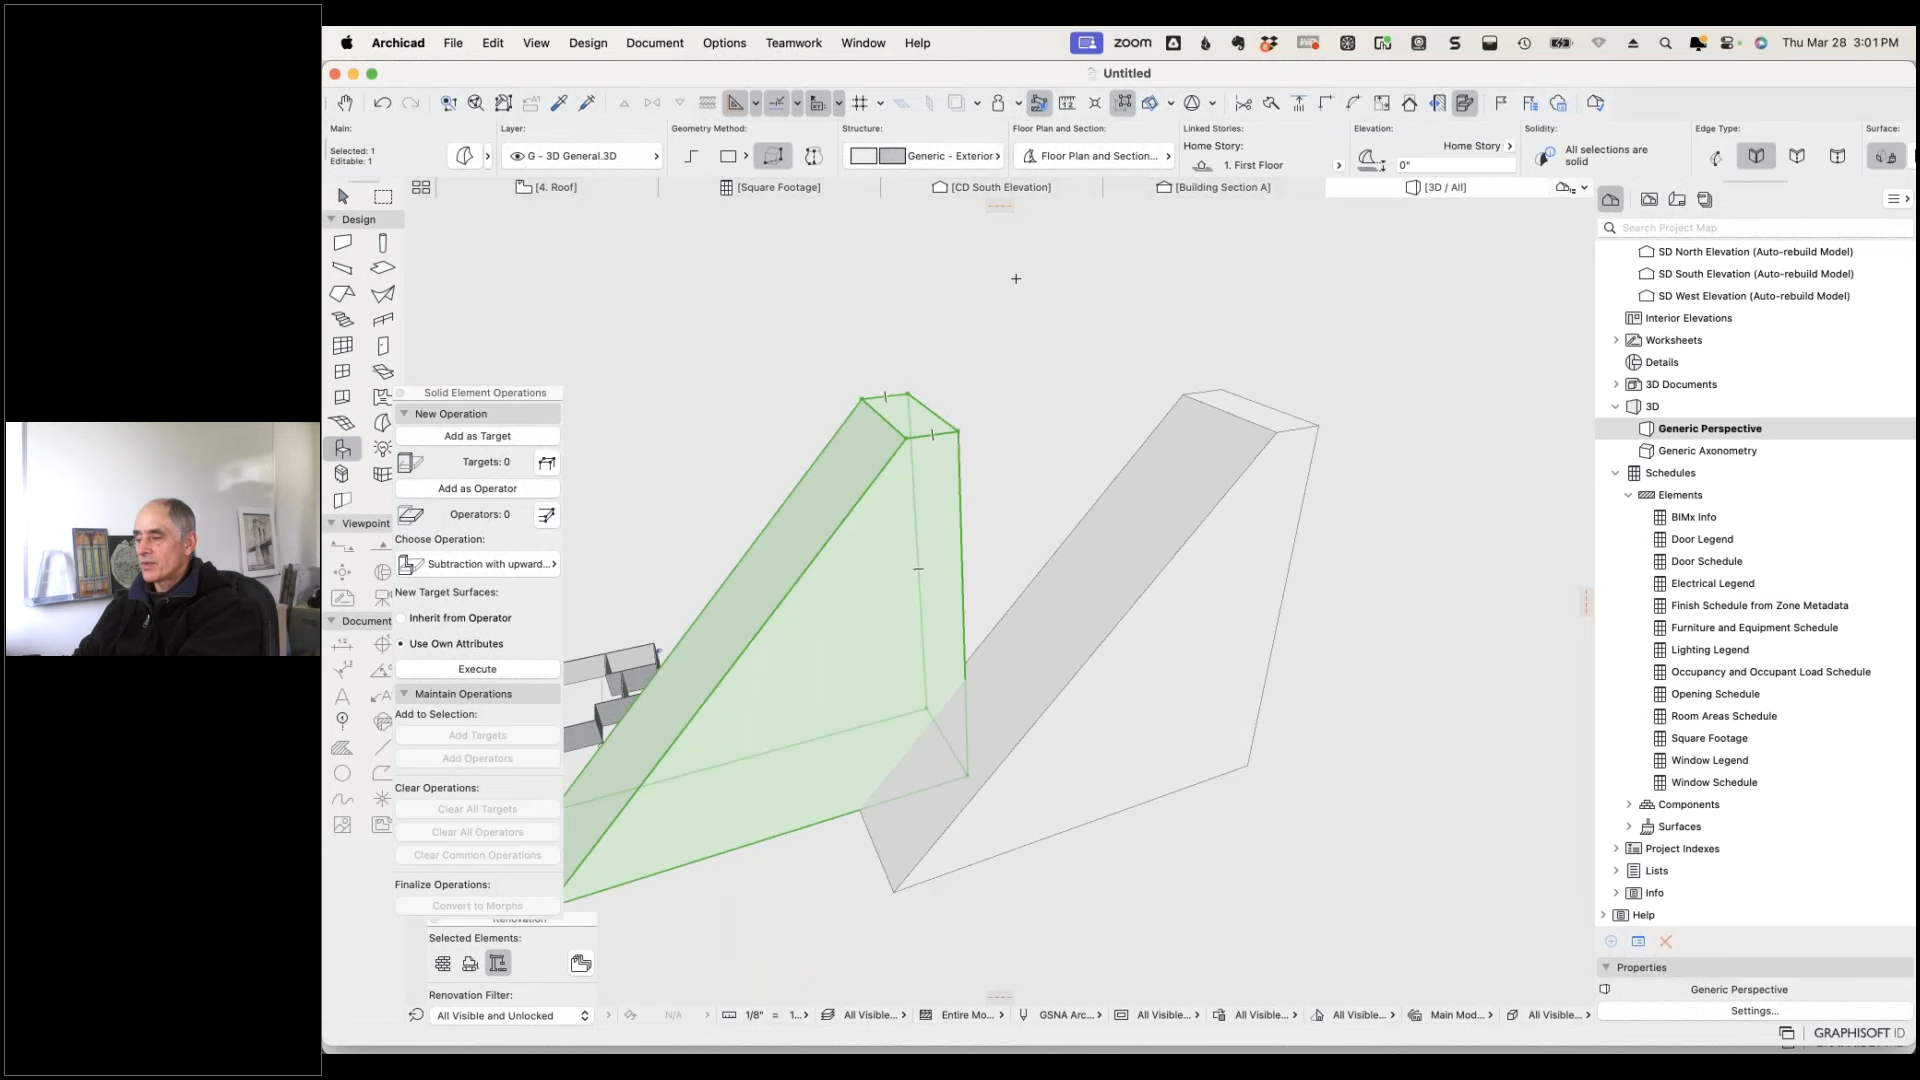 Archicad File Edit View Design Document Options Teamwork Window Help
zoom
Thu Mar 28 3:01 PM
Untitled
Main:
Layer:
Geometry Method:
Structure:
Floor Plan and Section:
Linked Stories:
Elevation:
Solidity:
Edge Type:
Surface:
Selected: 1
Editable: 1
G - 3D General.3D
Generic - Exterior
Floor Plan and Section...
Home Story:
1. First Floor
Home Story
0"
All selections are
solid
[4. Roof]
[Square Footage]
[CD South Elevation]
[Building Section A]
[3D / All]
Design
Viewpoint
Document
Solid Element Operations
New Operation
Add as Target
Targets: 0
Add as Operator
Operators: 0
Choose Operation:
Subtraction with upward...
New Target Surfaces:
Inherit from Operator
Use Own Attributes
Execute
Maintain Operations
Add to Selection:
Add Targets
Add Operators
Clear Operations:
Clear All Targets
Clear All Operators
Clear Common Operations
Finalize Operations:
Convert to Morphs
Renovation
Selected Elements:
Renovation Filter:
All Visible and Unlocked
N/A
1/8" = 1...
All Visible...
Entire Mo...
GSNA Arc...
All Visible...
All Visible...
All Visible...
Main Mod...
All Visible...
Search Project Map
SD North Elevation (Auto-rebuild Model)
SD South Elevation (Auto-rebuild Model)
SD West Elevation (Auto-rebuild Model)
Interior Elevations
Worksheets
Details
3D Documents
3D
Generic Perspective
Generic Axonometry
Schedules
Elements
BIMx Info
Door Legend
Door Schedule
Electrical Legend
Finish Schedule from Zone Metadata
Furniture and Equipment Schedule
Lighting Legend
Occupancy and Occupant Load Schedule
Opening Schedule
Room Areas Schedule
Square Footage
Window Legend
Window Schedule
Components
Surfaces
Project Indexes
Lists
Info
Help
Properties
Generic Perspective
Settings...
GRAPHISOFT ID